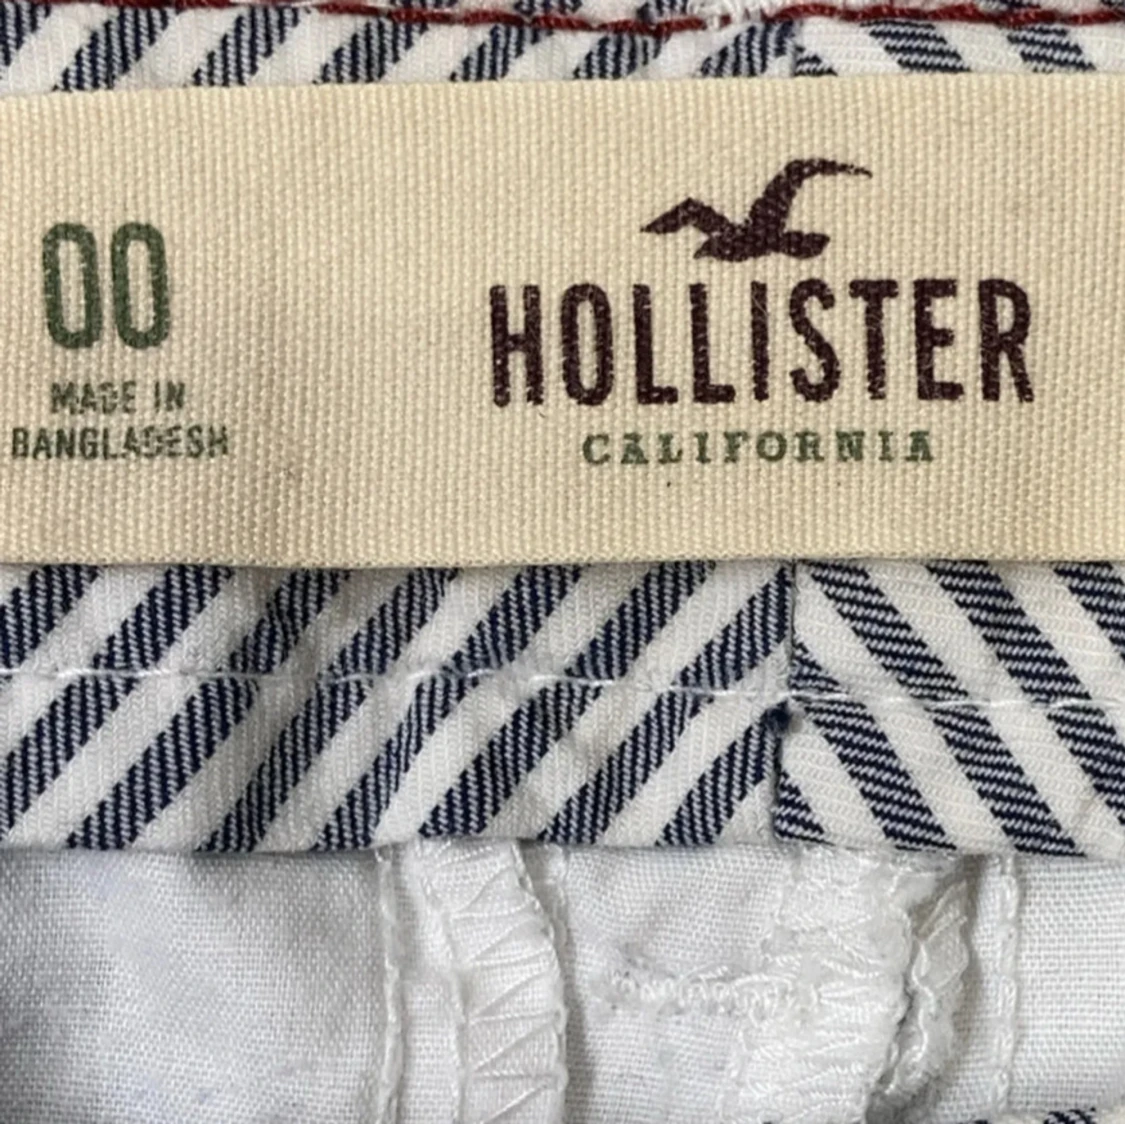 00
MADE IN
BANGLADESH
HOLLISTER
CALIFORNIA